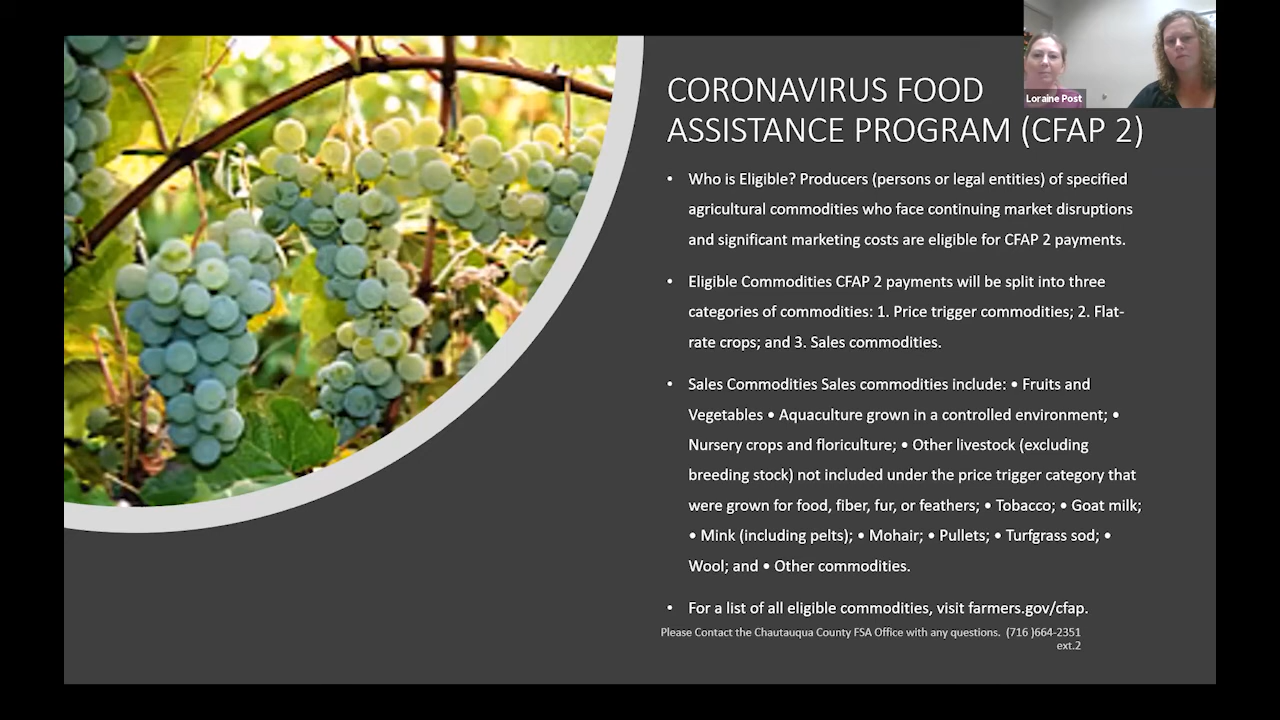 CORONAVIRUS FOOD
ASSISTANCE PROGRAM (CFAP 2)
Loraine Post
• Who is Eligible? Producers (persons or legal entities) of specified
agricultural commodities who face continuing market disruptions
and significant marketing costs are eligible for CFAP 2 payments.
• Eligible Commodities CFAP 2 payments will be split into three
categories of commodities: 1. Price trigger commodities; 2. Flat-
rate crops; and 3. Sales commodities.
• Sales Commodities Sales commodities include: • Fruits and
Vegetables • Aquaculture grown in a controlled environment; •
Nursery crops and floriculture; • Other livestock (excluding
breeding stock) not included under the price trigger category that
were grown for food, fiber, fur, or feathers; • Tobacco; • Goat milk;
• Mink (including pelts); • Mohair; • Pullets; • Turfgrass sod; •
Wool; and • Other commodities.
• For a list of all eligible commodities, visit farmers.gov/cfap.
Please Contact the Chautauqua County FSA Office with any questions. (716 )664-2351
ext.2